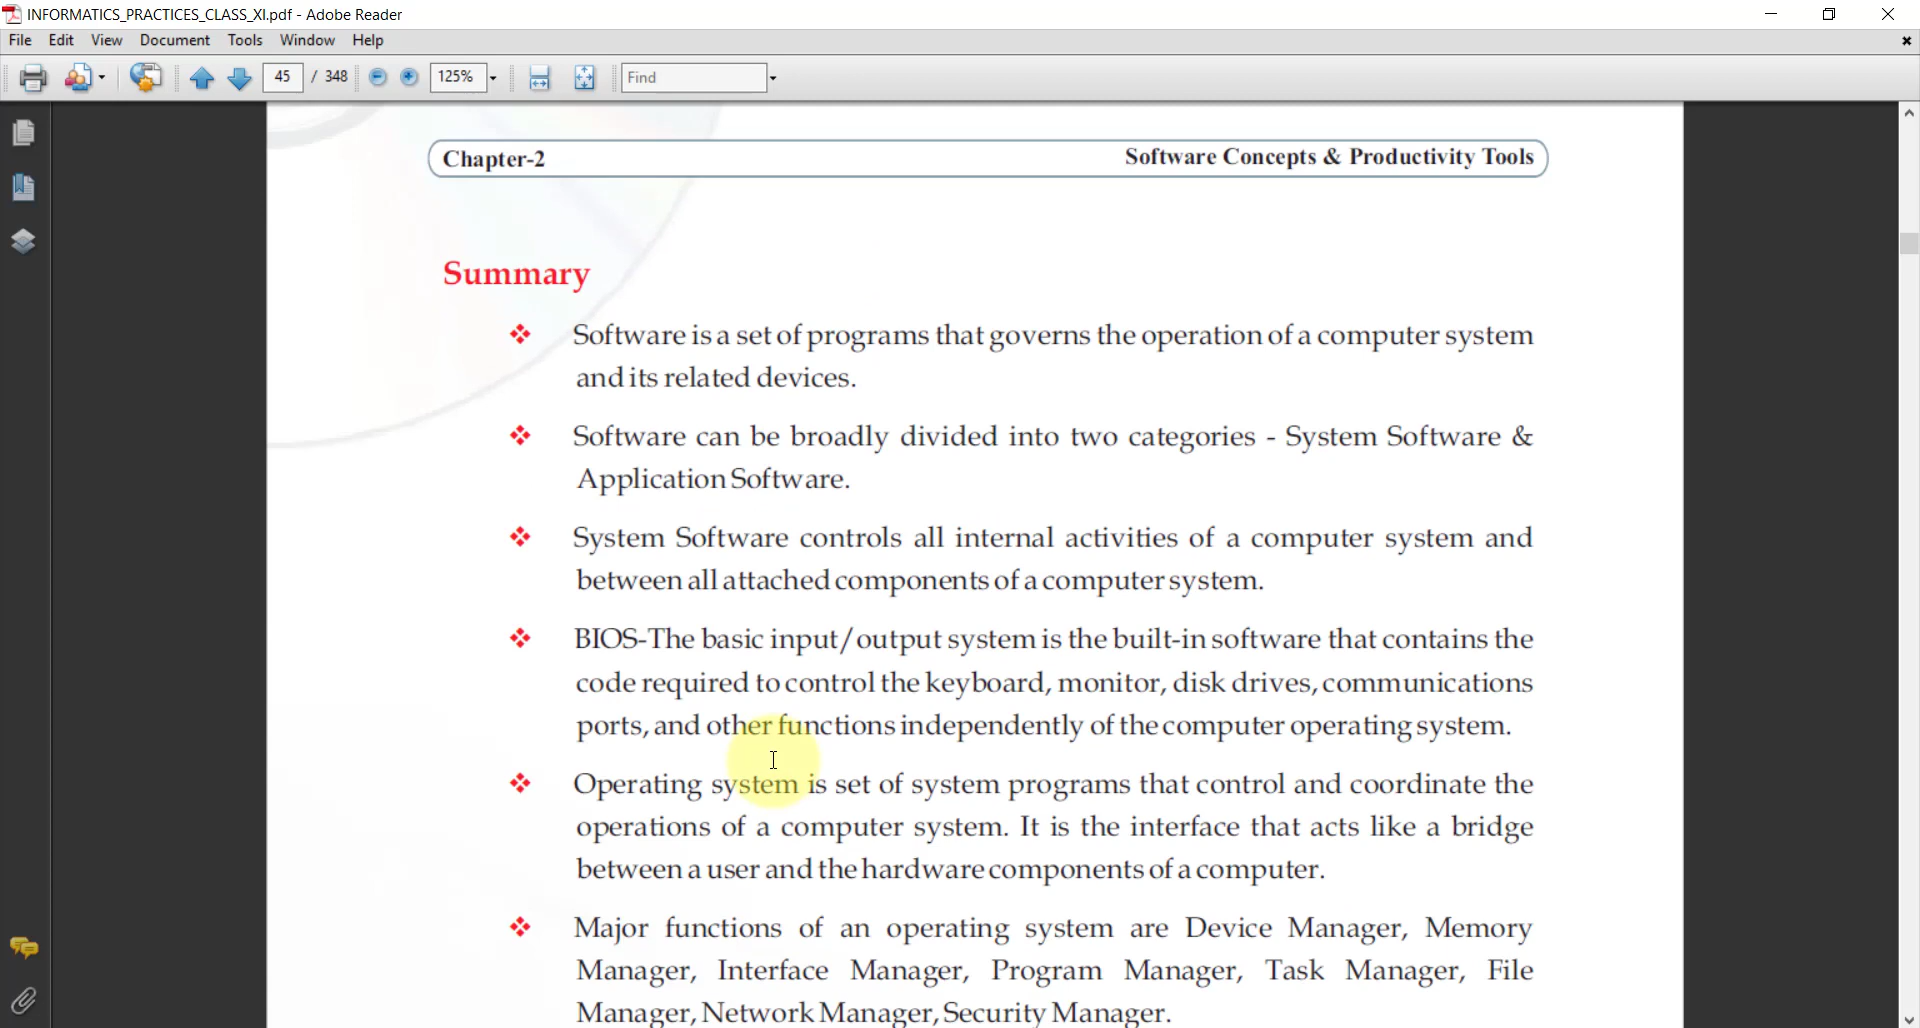 INFORMATICS_PRACTICES_CLASS_XI.pdf - Adobe Reader
File Edit View Document Tools Window Help
45 / 348 125% Find
Chapter-2 Software Concepts & Productivity Tools
Summary
Software is a set of programs that governs the operation of a computer system
and its related devices.
Software can be broadly divided into two categories - System Software &
Application Software.
System Software controls all internal activities of a computer system and
between all attached components of a computer system.
BIOS-The basic input/output system is the built-in software that contains the
code required to control the keyboard, monitor, disk drives, communications
ports, and other functions independently of the computer operating system.
Operating system is set of system programs that control and coordinate the
operations of a computer system. It is the interface that acts like a bridge
between a user and the hardware components of a computer.
Major functions of an operating system are Device Manager, Memory
Manager, Interface Manager, Program Manager, Task Manager, File
Manager, Network Manager, Security Manager.